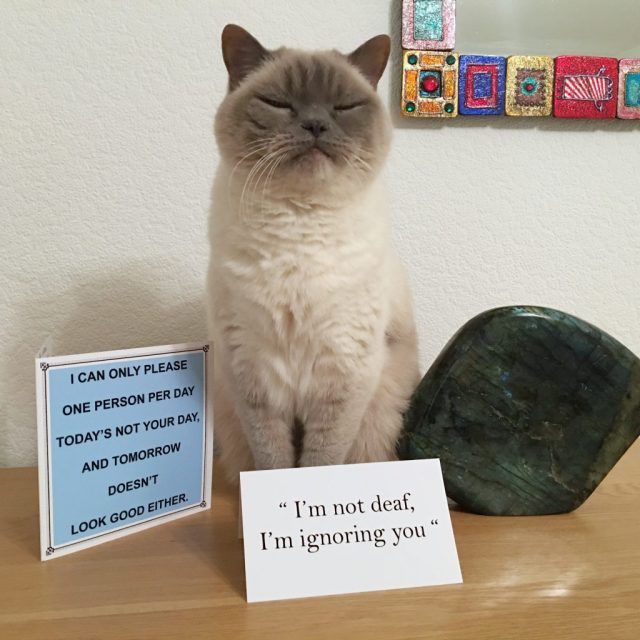 I CAN ONLY PLEASE
ONE PERSON PER DAY
TODAY'S NOT YOUR DAY,
AND TOMORROW
DOESN'T
LOOK GOOD EITHER.
“ I'm not deaf,
I'm ignoring you “